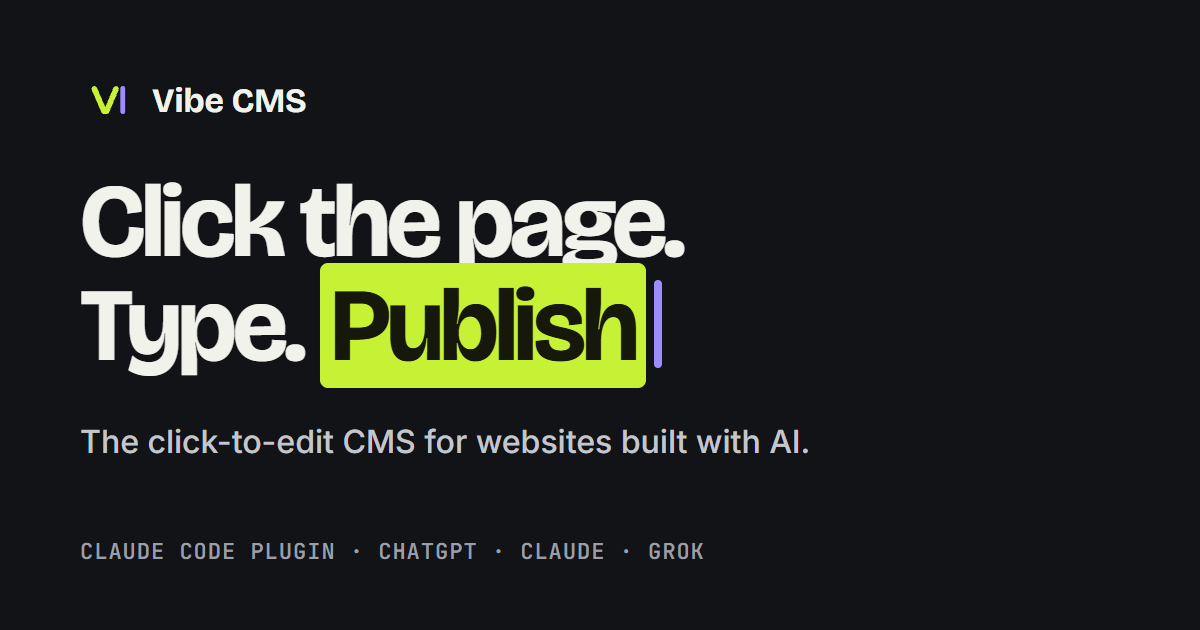 Vibe CMS
Click the page.
Type. Publish
The click-to-edit CMS for websites built with AI.
CLAUDE CODE PLUGIN · CHATGPT · CLAUDE · GROK